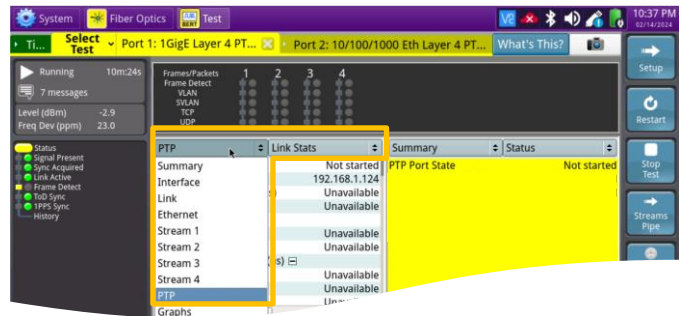 System Fiber Optics Test 10:37 PM
BERT
02/14/2024
Ti... Select Test Port 1: 1GigE Layer 4 PT... Port 2: 10/100/1000 Eth Layer 4 PT... What's This?
Setup
Running 10m:24s
7 messages
Level (dBm) -2.9
Freq Dev (ppm) 23.0
Frames/Packets 1 2 3 4
Frame Detect
VLAN
SVLAN
TCP
UDP
Restart
Status
Signal Present
Sync Acquired
Link Active
Frame Detect
ToD Sync
1PPS Sync
History
PTP Link Stats Summary Status
Summary
Interface
Link
Ethernet
Stream 1
Stream 2
Stream 3
Stream 4
PTP
Graphs
Not started
192.168.1.124
Unavailable
Unavailable
Unavailable
Unavailable
Unavailable
Unavailable
PTP Port State Not started
Stop Test
Streams Pipe